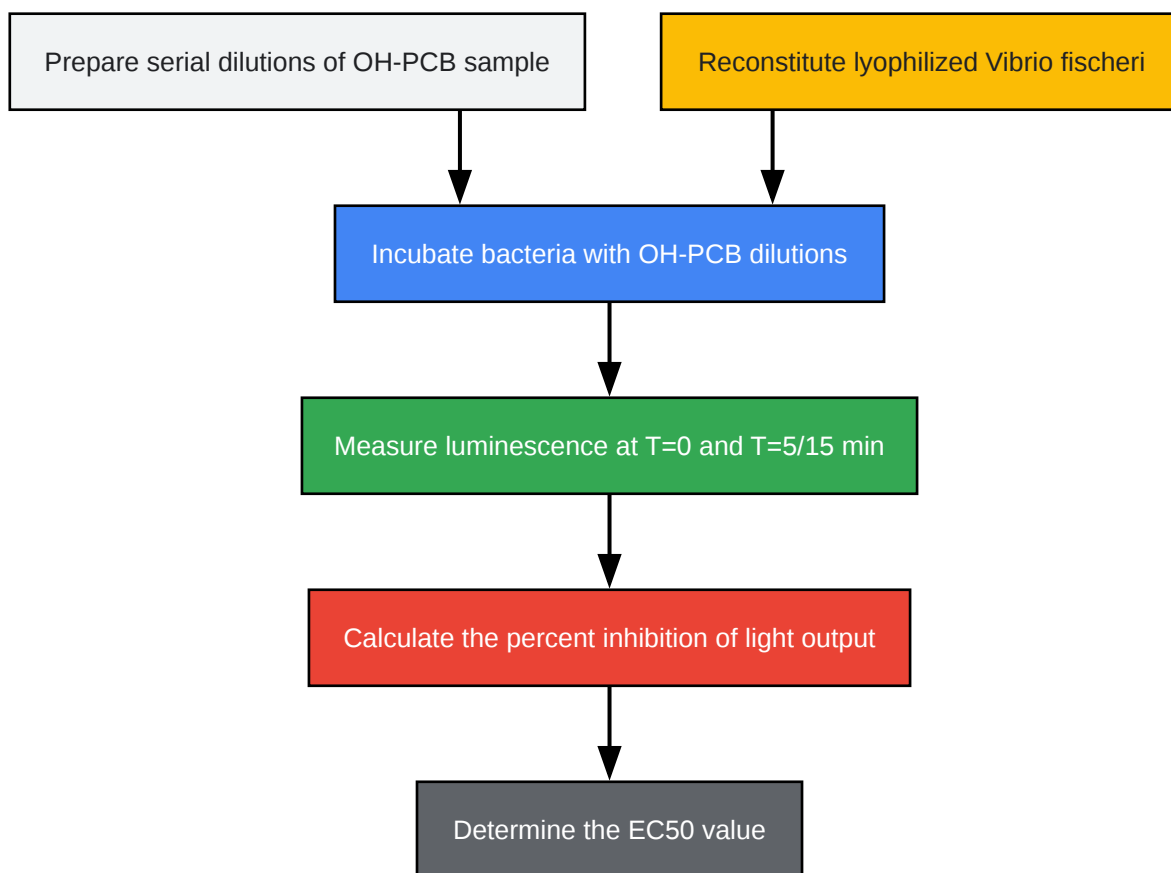 Prepare serial dilutions of OH-PCB sample
Reconstitute lyophilized Vibrio fischeri
Incubate bacteria with OH-PCB dilutions
Measure luminescence at T=0 and T=5/15 min
Calculate the percent inhibition of light output
Determine the EC50 value